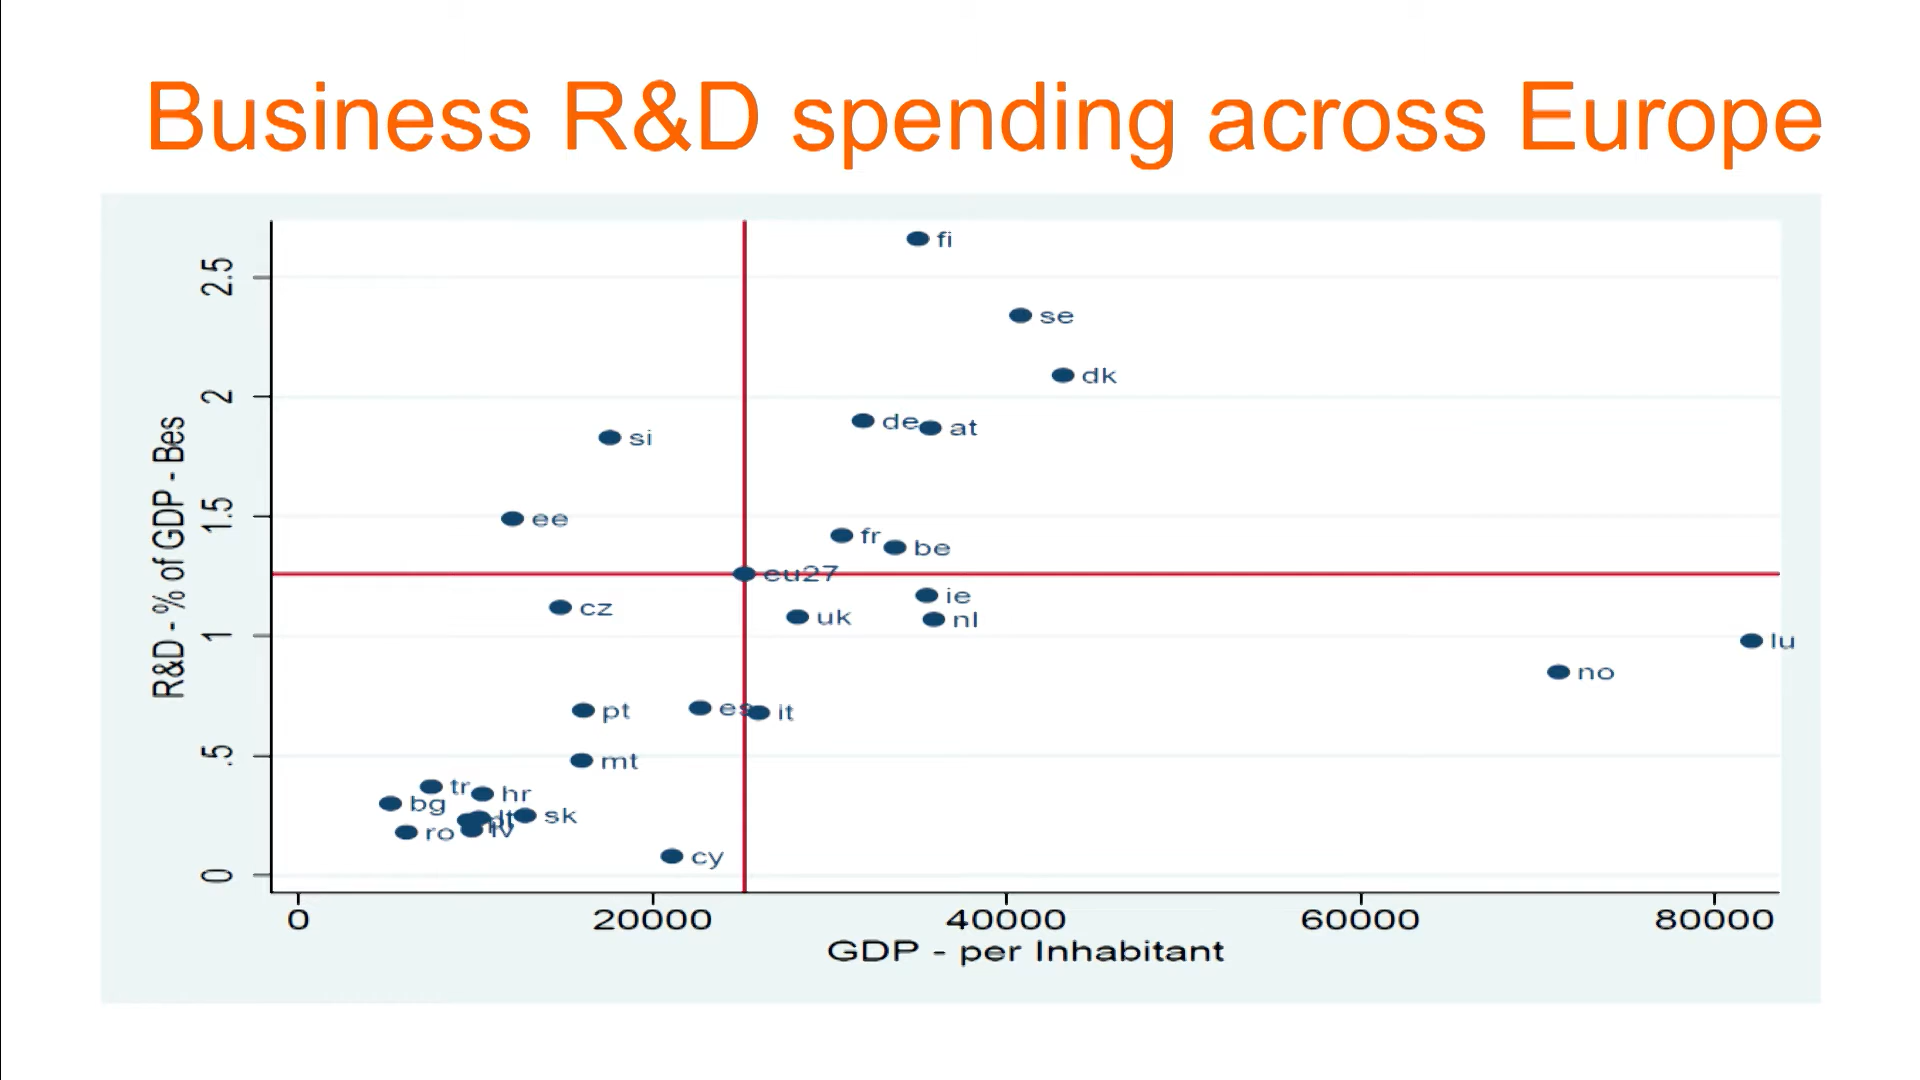 Business R&D spending across Europe
R&D - % of GDP - Bes
2.5
2
1.5
1
.5
0
fi
se
dk
de
at
si
ee
fr
be
eu27
ie
cz
uk
nl
lu
no
pt
es
it
mt
tr
hr
bg
sk
lv
ro
cy
0 20000 40000 60000 80000
GDP - per Inhabitant